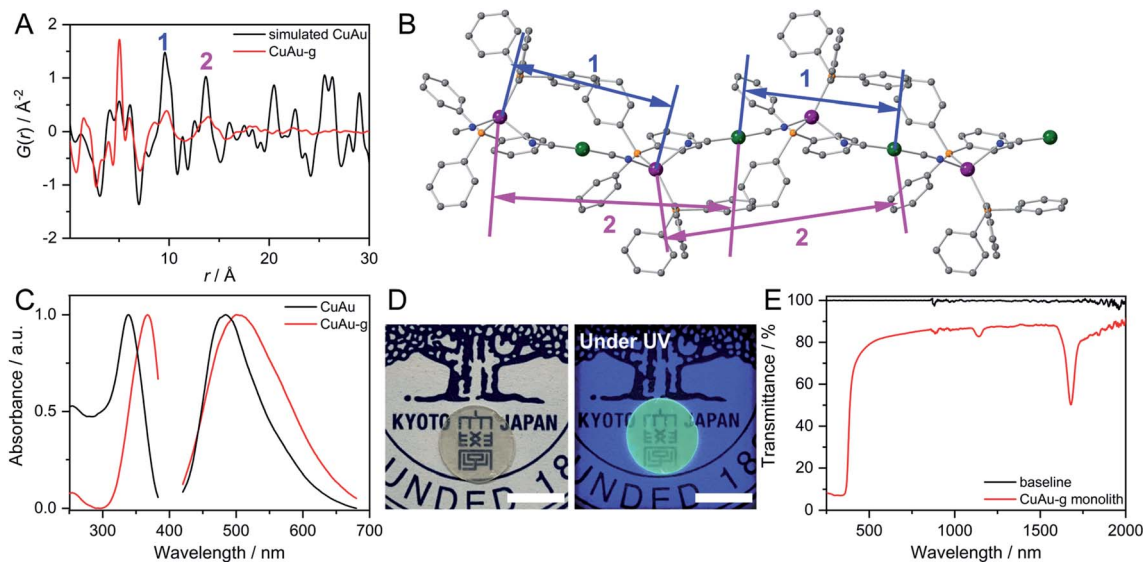 A
G(r) / Å⁻²
2
1
0
-1
-2
0
10
20
30
r / Å
1
2
simulated CuAu
CuAu-g
B
1
1
2
2
C
Absorbance / a.u.
1.0
0.5
0.0
300
400
500
600
700
Wavelength / nm
CuAu
CuAu-g
D
KYOTO JAPAN
UNDED 18
Under UV
KYOTO JAPAN
UNDED 18
E
Transmittance / %
100
80
60
40
20
0
500
1000
1500
2000
Wavelength / nm
baseline
CuAu-g monolith